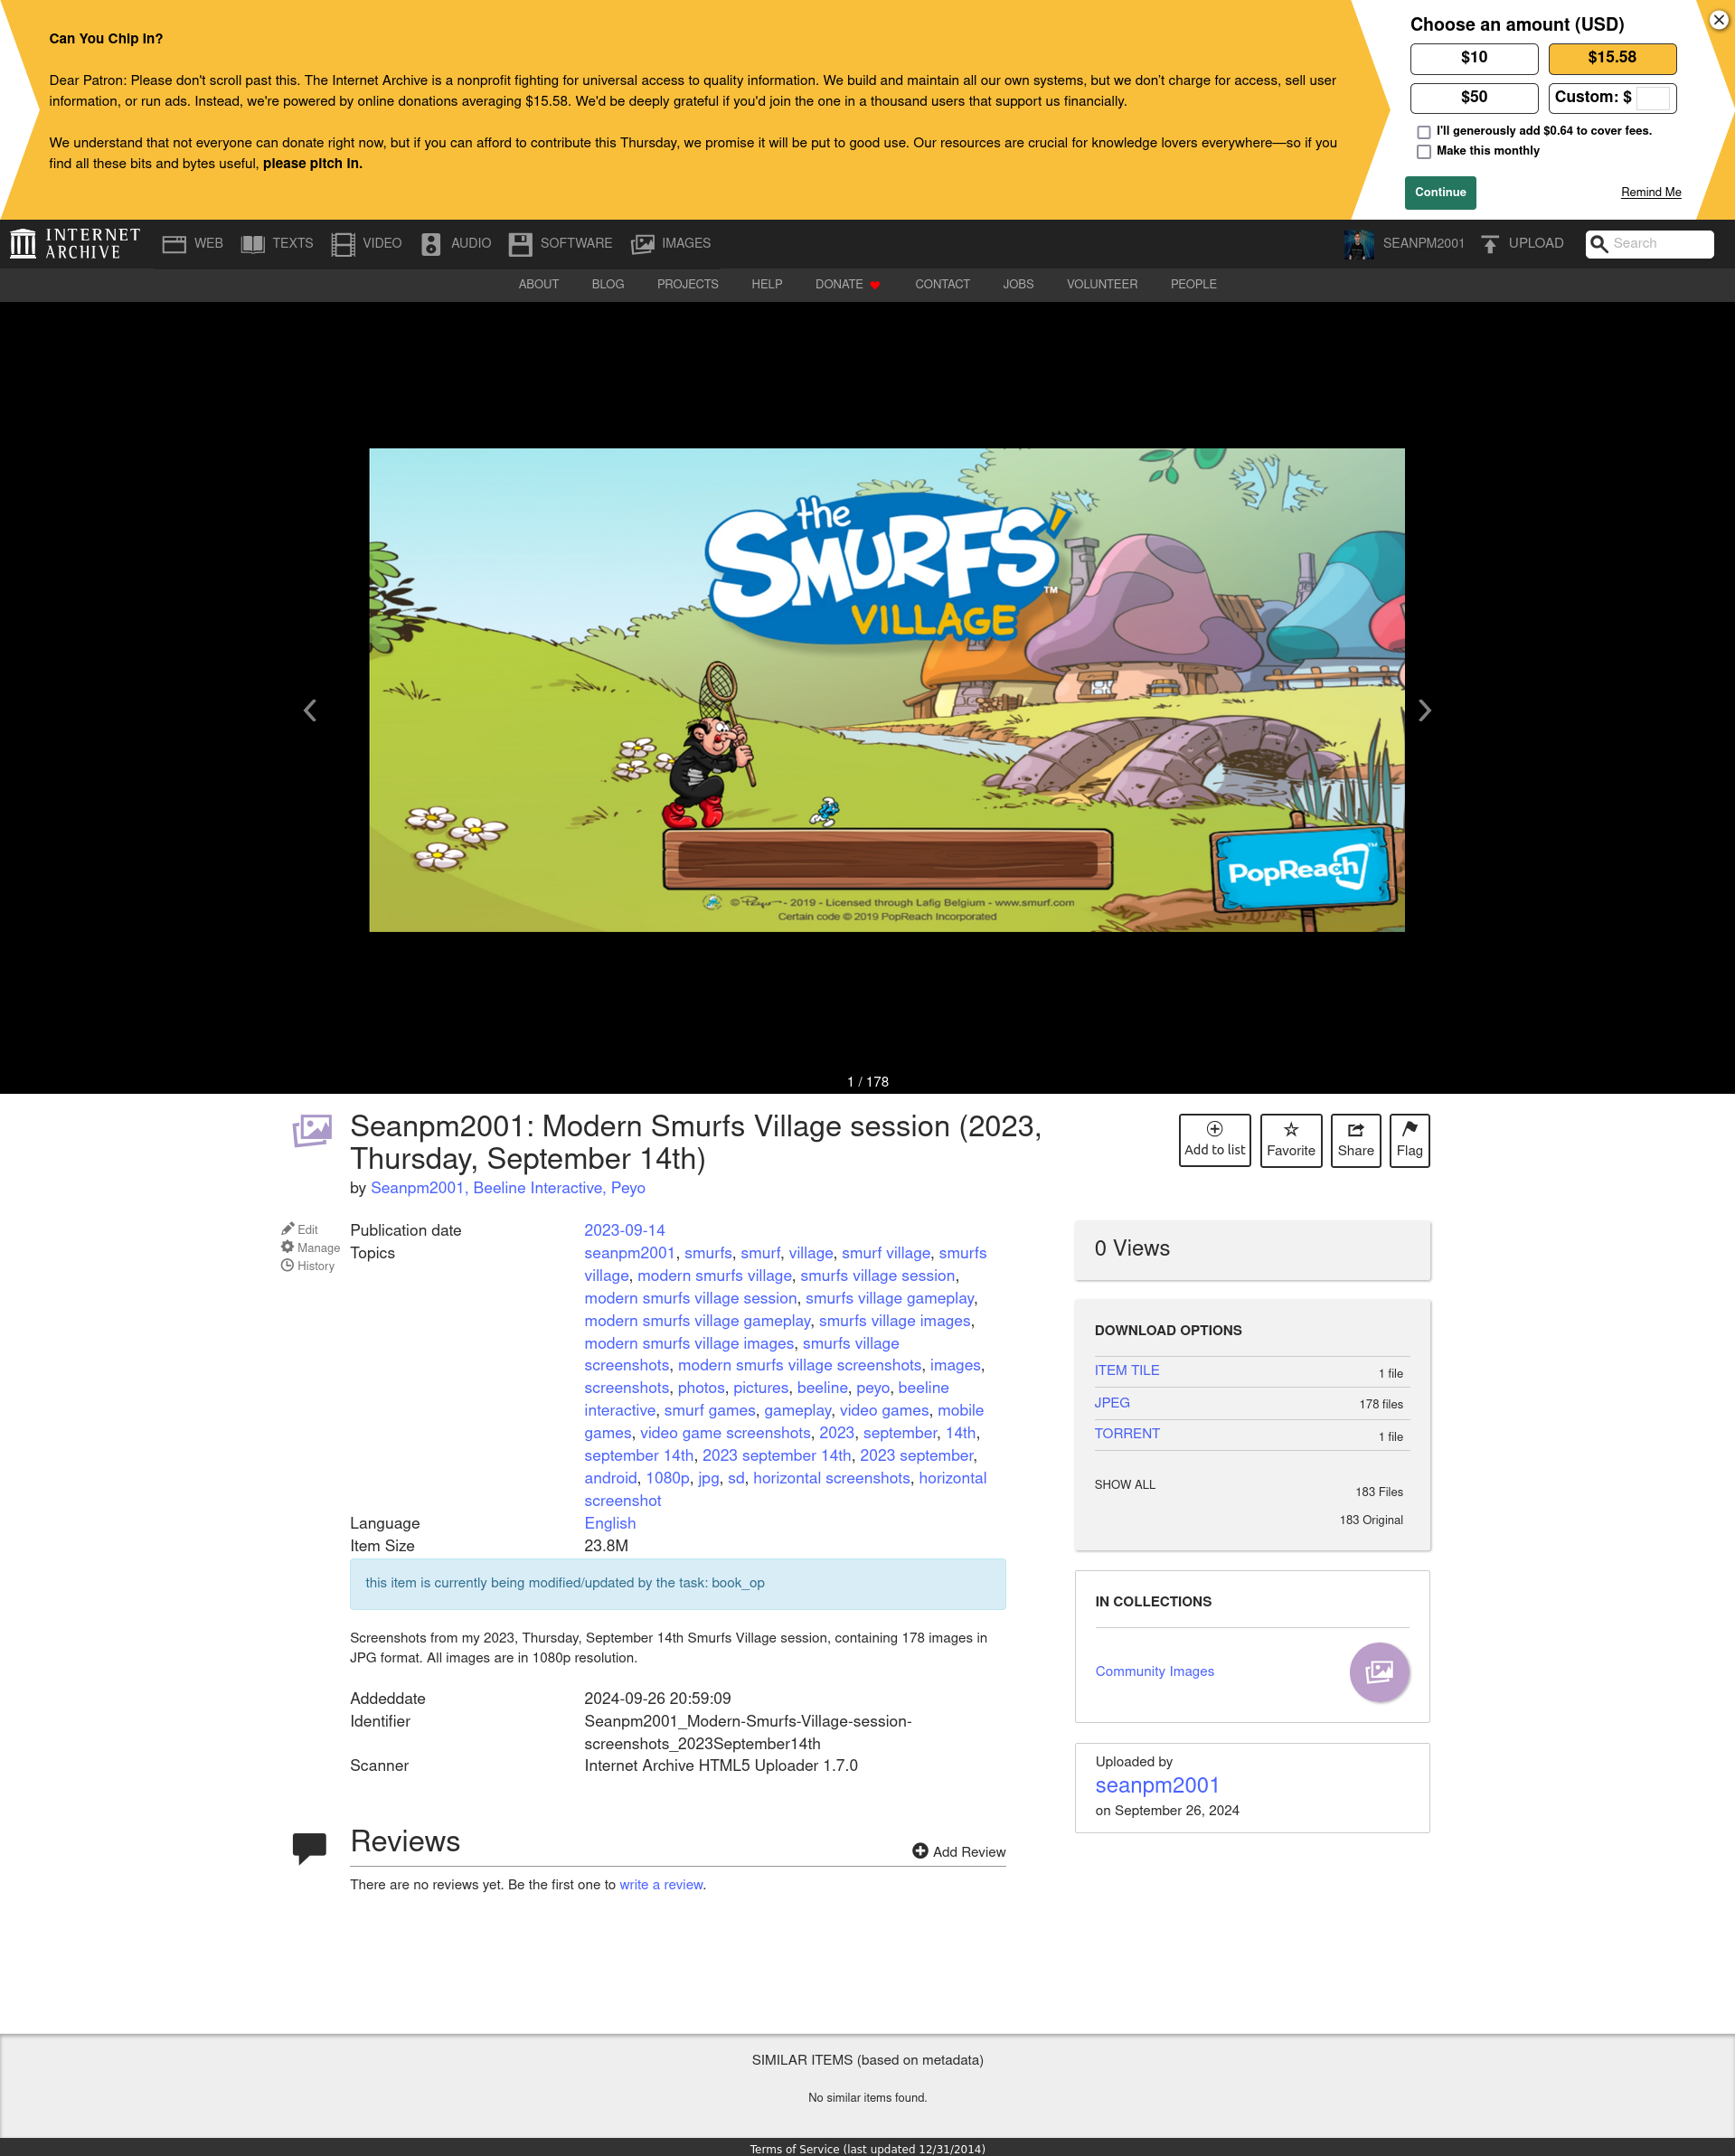 Can You Chip In?
Dear Patron: Please don't scroll past this. The Internet Archive is a nonprofit fighting for universal access to quality information. We build and maintain all our own systems, but we don’t charge for access, sell user
information, or run ads. Instead, we're powered by online donations averaging $15.58. We'd be deeply grateful if you'd join the one in a thousand users that support us financially.
We understand that not everyone can donate right now, but if you can afford to contribute this Thursday, we promise it will be put to good use. Our resources are crucial for knowledge lovers everywhere—so if you
find all these bits and bytes useful, please pitch in.
Choose an amount (USD)
$10
$15.58
$50
Custom: $
I'll generously add $0.64 to cover fees.
Make this monthly
Continue
Remind Me
INTERNET
ARCHIVE
WEB
TEXTS
VIDEO
AUDIO
SOFTWARE
IMAGES
SEANPM2001
UPLOAD
Search
ABOUT
BLOG
PROJECTS
HELP
DONATE
CONTACT
JOBS
VOLUNTEER
PEOPLE
the
SMURFS'
VILLAGE
TM
PopReach
TM
© Peyo - 2019 - Licensed through Lafig Belgium - www.smurf.com
Certain code © 2019 PopReach Incorporated
1 / 178
Seanpm2001: Modern Smurfs Village session (2023,
Thursday, September 14th)
by Seanpm2001, Beeline Interactive, Peyo
Add to list
Favorite
Share
Flag
Edit
Manage
History
Publication date 2023-09-14
Topics seanpm2001, smurfs, smurf, village, smurf village, smurfs
village, modern smurfs village, smurfs village session,
modern smurfs village session, smurfs village gameplay,
modern smurfs village gameplay, smurfs village images,
modern smurfs village images, smurfs village
screenshots, modern smurfs village screenshots, images,
screenshots, photos, pictures, beeline, peyo, beeline
interactive, smurf games, gameplay, video games, mobile
games, video game screenshots, 2023, september, 14th,
september 14th, 2023 september 14th, 2023 september,
android, 1080p, jpg, sd, horizontal screenshots, horizontal
screenshot
Language English
Item Size 23.8M
this item is currently being modified/updated by the task: book_op
Screenshots from my 2023, Thursday, September 14th Smurfs Village session, containing 178 images in
JPG format. All images are in 1080p resolution.
Addeddate 2024-09-26 20:59:09
Identifier Seanpm2001_Modern-Smurfs-Village-session-
screenshots_2023September14th
Scanner Internet Archive HTML5 Uploader 1.7.0
Reviews
Add Review
There are no reviews yet. Be the first one to write a review.
0 Views
DOWNLOAD OPTIONS
ITEM TILE 1 file
JPEG 178 files
TORRENT 1 file
SHOW ALL 183 Files
183 Original
IN COLLECTIONS
Community Images
Uploaded by
seanpm2001
on September 26, 2024
SIMILAR ITEMS (based on metadata)
No similar items found.
Terms of Service (last updated 12/31/2014)